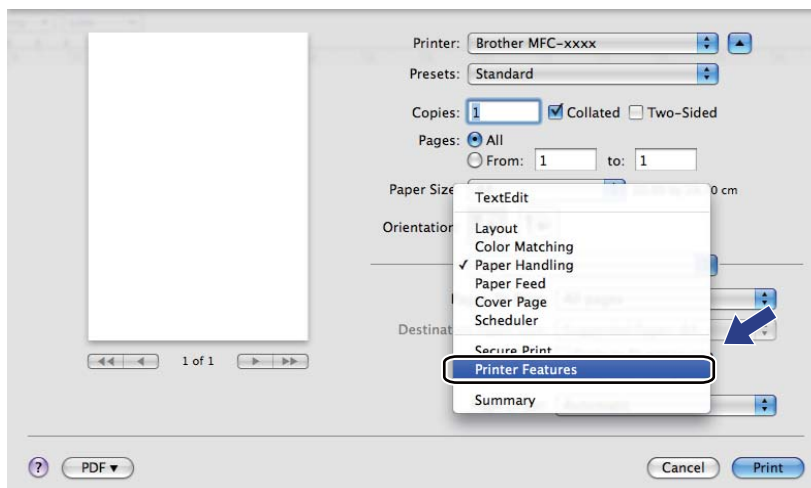 Printer: Brother MFC-xxxx
Presets: Standard
Copies: 1 Collated Two-Sided
Pages: All
From: 1 to: 1
Paper Size 0 cm
Orientation
TextEdit
Layout
Color Matching
✓ Paper Handling
Paper Feed
Cover Page
Scheduler
Destinat
Secure Print
Printer Features
Summary
1 of 1
? PDF ▼ Cancel Print